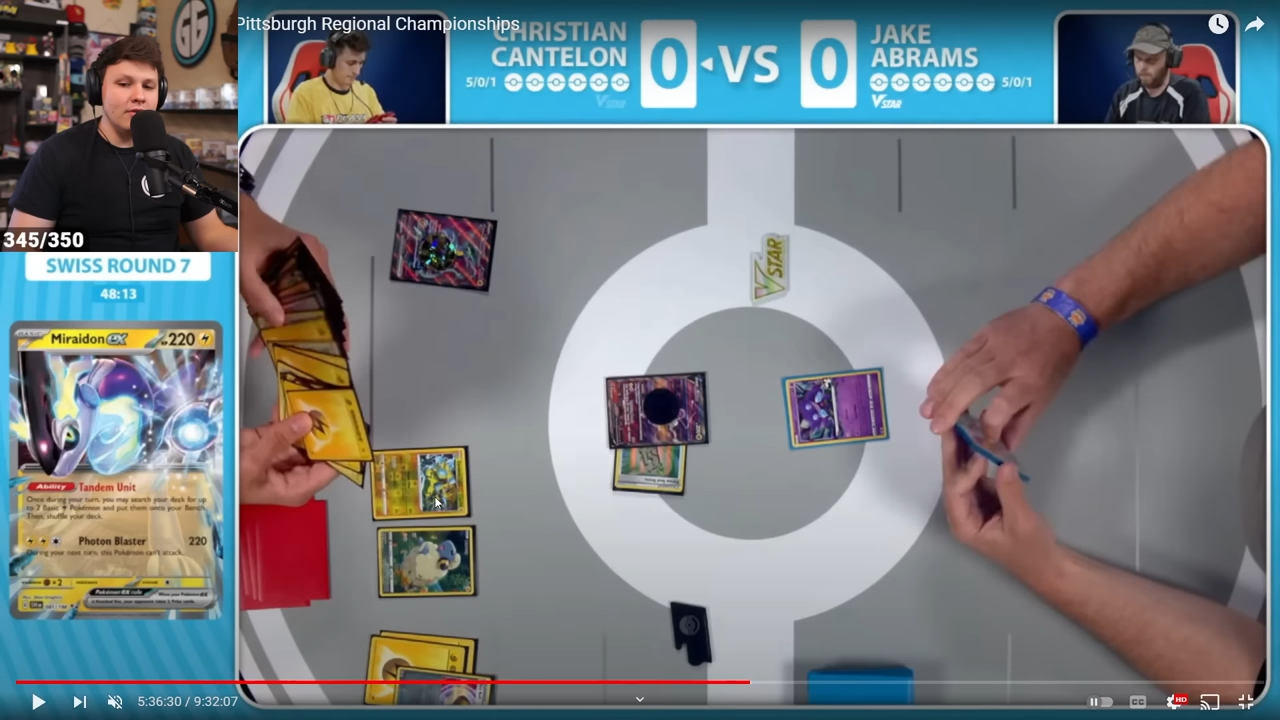 Pittsburgh Regional Championships
CHRISTIAN
CANTELON
5/0/1
VSTAR
0
VS
0
JAKE
ABRAMS
5/0/1
VSTAR
345/350
SWISS ROUND 7
48:13
BASIC
Miraidon ex
220
Ability
Tandem Unit
Once during your turn, you may search your deck for up
to 2 Basic Pokémon and put them onto your Bench.
Then, shuffle your deck.
Photon Blaster 220
During your next turn, this Pokémon can't attack.
VSTAR
5:36:30 / 9:32:07
CC
HD